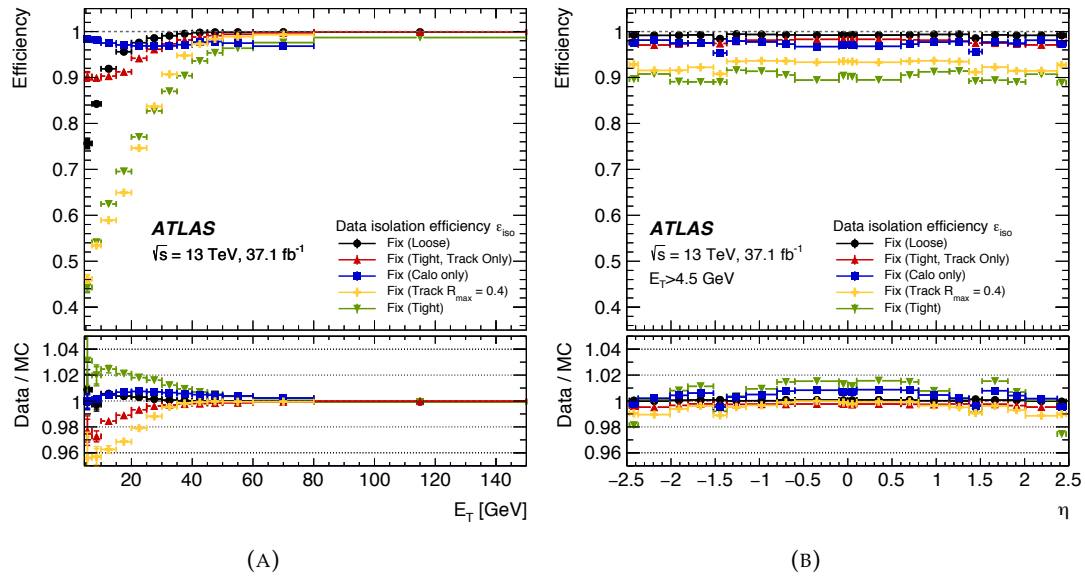 Efficiency
1
0.9
0.8
0.7
0.6
0.5
0.4
ATLAS
√s = 13 TeV, 37.1 fb⁻¹
Data isolation efficiency ε_iso
Fix (Loose)
Fix (Tight, Track Only)
Fix (Calo only)
Fix (Track R_max = 0.4)
Fix (Tight)
Data / MC
1.04
1.02
1
0.98
0.96
20 40 60 80 100 120 140
E_T [GeV]
(A)
Efficiency
1
0.9
0.8
0.7
0.6
0.5
0.4
ATLAS
√s = 13 TeV, 37.1 fb⁻¹
E_T>4.5 GeV
Data isolation efficiency ε_iso
Fix (Loose)
Fix (Tight, Track Only)
Fix (Calo only)
Fix (Track R_max = 0.4)
Fix (Tight)
Data / MC
1.04
1.02
1
0.98
0.96
−2.5 −2 −1.5 −1 −0.5 0 0.5 1 1.5 2 2.5
η
(B)